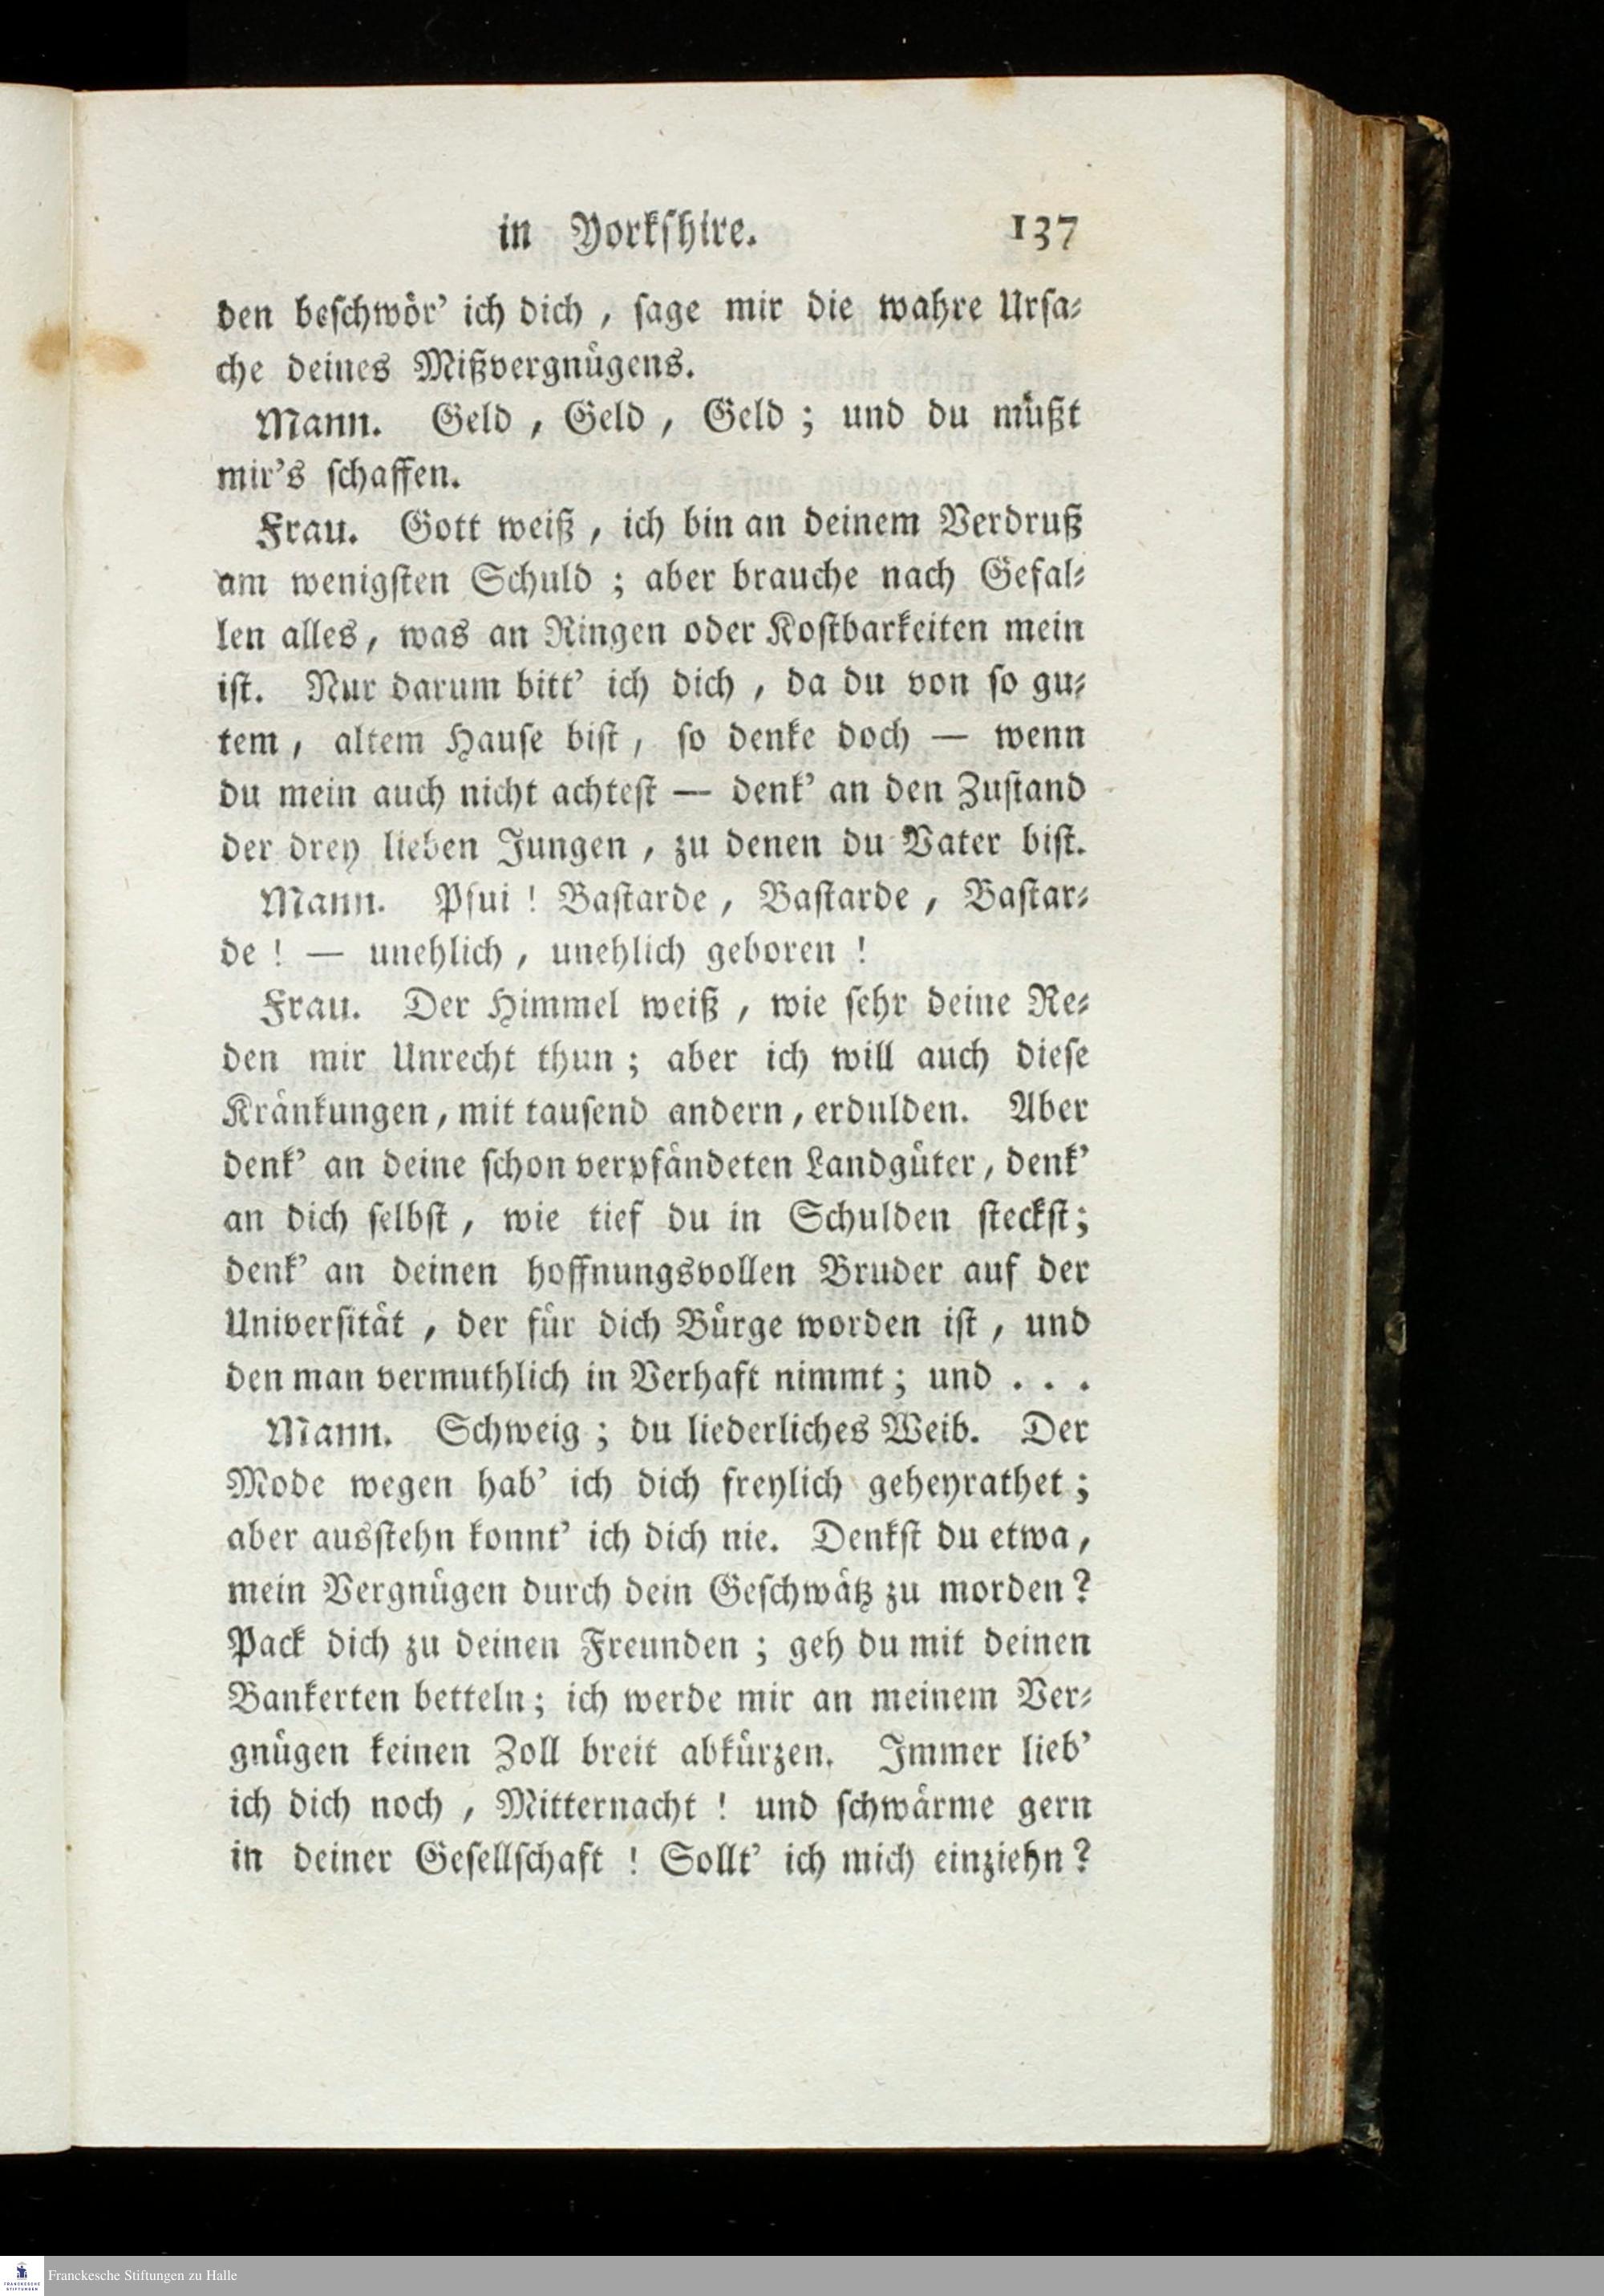 in Yorkshire. 137
den beschwör' ich dich, sage mir die wahre Ursa-
che deines Mißvergnügens.
Mann. Geld, Geld, Geld; und du mußt
mir's schaffen.
Frau. Gott weiß, ich bin an deinem Verdruß
am wenigsten Schuld; aber brauche nach Gefal-
len alles, was an Ringen oder Kostbarkeiten mein
ist. Nur darum bitt' ich dich, da du von so gu-
tem, altem Hause bist, so denke doch — wenn
du mein auch nicht achtest — denk' an den Zustand
der drey lieben Jungen, zu denen du Vater bist.
Mann. Pfui! Bastarde, Bastarde, Bastar-
de! — unehlich, unehlich geboren!
Frau. Der Himmel weiß, wie sehr deine Re-
den mir Unrecht thun; aber ich will auch diese
Kränkungen, mit tausend andern, erdulden. Aber
denk' an deine schon verpfändeten Landgüter, denk'
an dich selbst, wie tief du in Schulden steckst;
denk' an deinen hoffnungsvollen Bruder auf der
Universität, der für dich Bürge worden ist, und
den man vermuthlich in Verhaft nimmt; und . . .
Mann. Schweig; du liederliches Weib. Der
Mode wegen hab' ich dich freylich geheyrathet;
aber ausstehn konnt' ich dich nie. Denkst du etwa,
mein Vergnügen durch dein Geschwätz zu morden?
Pack dich zu deinen Freunden; geh du mit deinen
Bankerten betteln; ich werde mir an meinem Ver-
gnügen keinen Zoll breit abkürzen. Immer lieb'
ich dich noch, Mitternacht! und schwärme gern
in deiner Gesellschaft! Sollt' ich mich einziehn?
FRANCKESCHE
STIFTUNGEN
Franckesche Stiftungen zu Halle